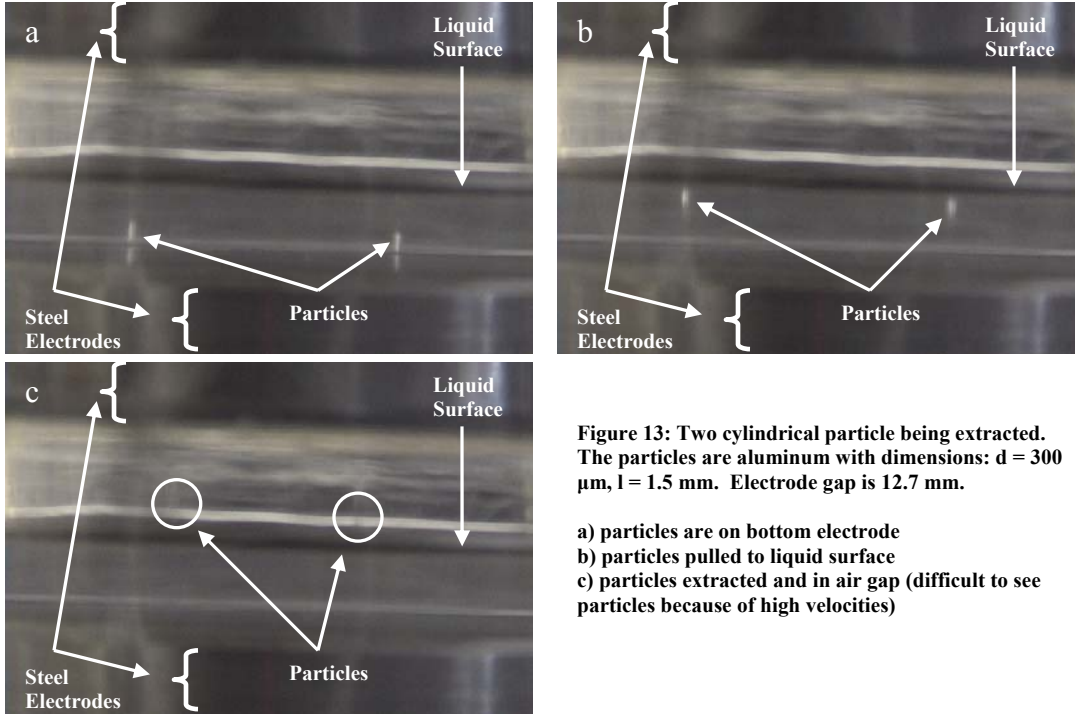 a
Liquid
Surface
Steel
Electrodes
Particles
b
Liquid
Surface
Steel
Electrodes
Particles
c
Liquid
Surface
Steel
Electrodes
Particles
Figure 13: Two cylindrical particle being extracted.
The particles are aluminum with dimensions: d = 300
µm, l = 1.5 mm. Electrode gap is 12.7 mm.
a) particles are on bottom electrode
b) particles pulled to liquid surface
c) particles extracted and in air gap (difficult to see
particles because of high velocities)